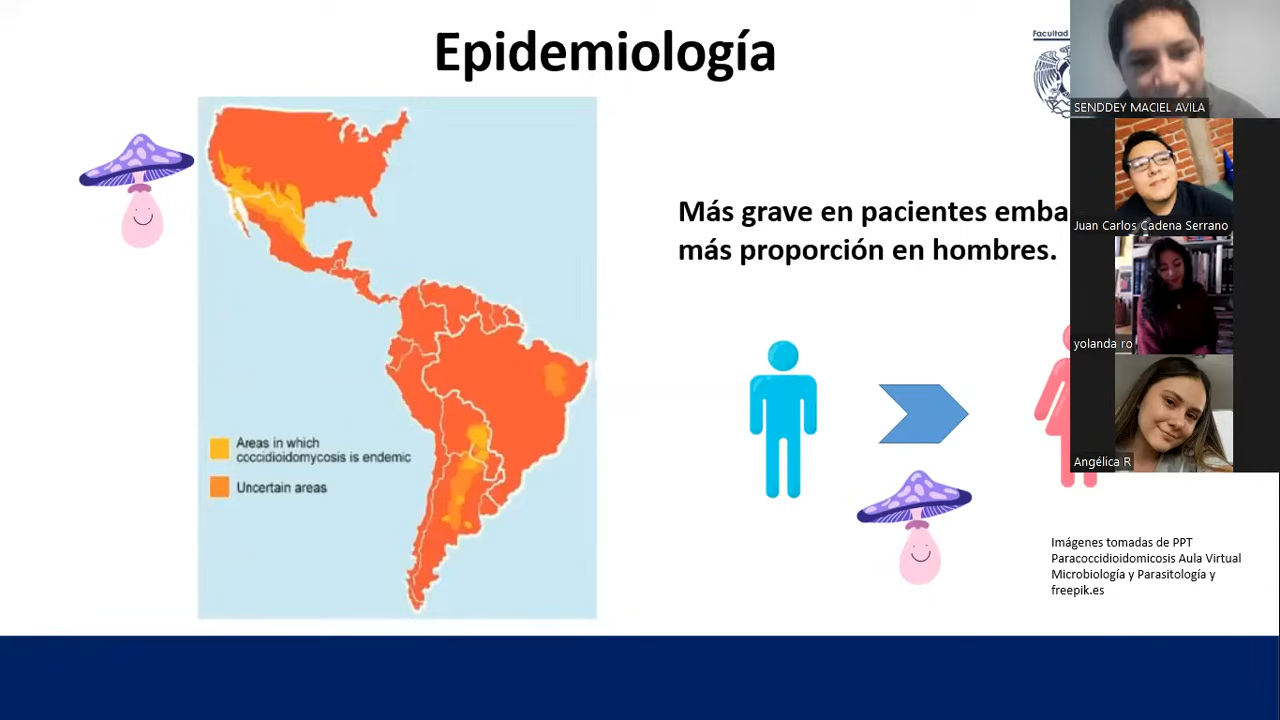 Epidemiología
Facultad
SENDDEY MACIEL AVILA
Más grave en pacientes emba
más proporción en hombres.
Juan Carlos Cadena Serrano
yolanda ro
Areas in which
coccidioidomycosis is endemic
Uncertain areas
Angélica R
Imágenes tomadas de PPT
Paracoccidioidomicosis Aula Virtual
Microbiología y Parasitología y
freepik.es